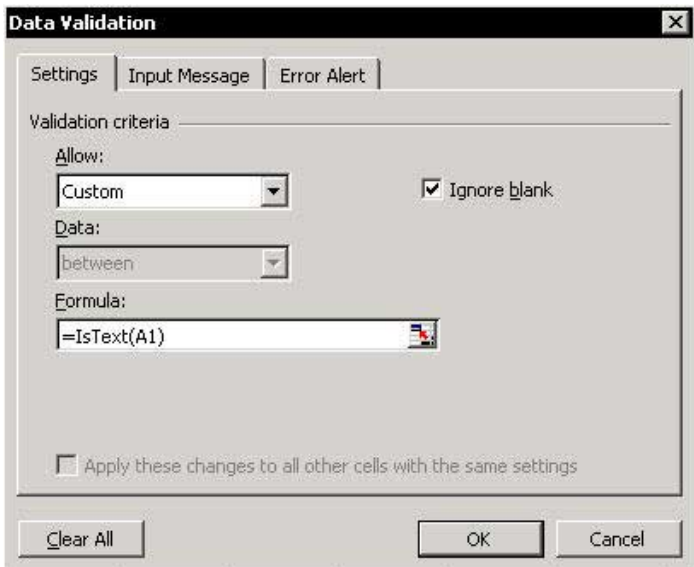 Data Validation
Settings Input Message Error Alert
Validation criteria
Allow:
Custom
Ignore blank
Data:
between
Formula:
=IsText(A1)
Apply these changes to all other cells with the same settings
Clear All OK Cancel